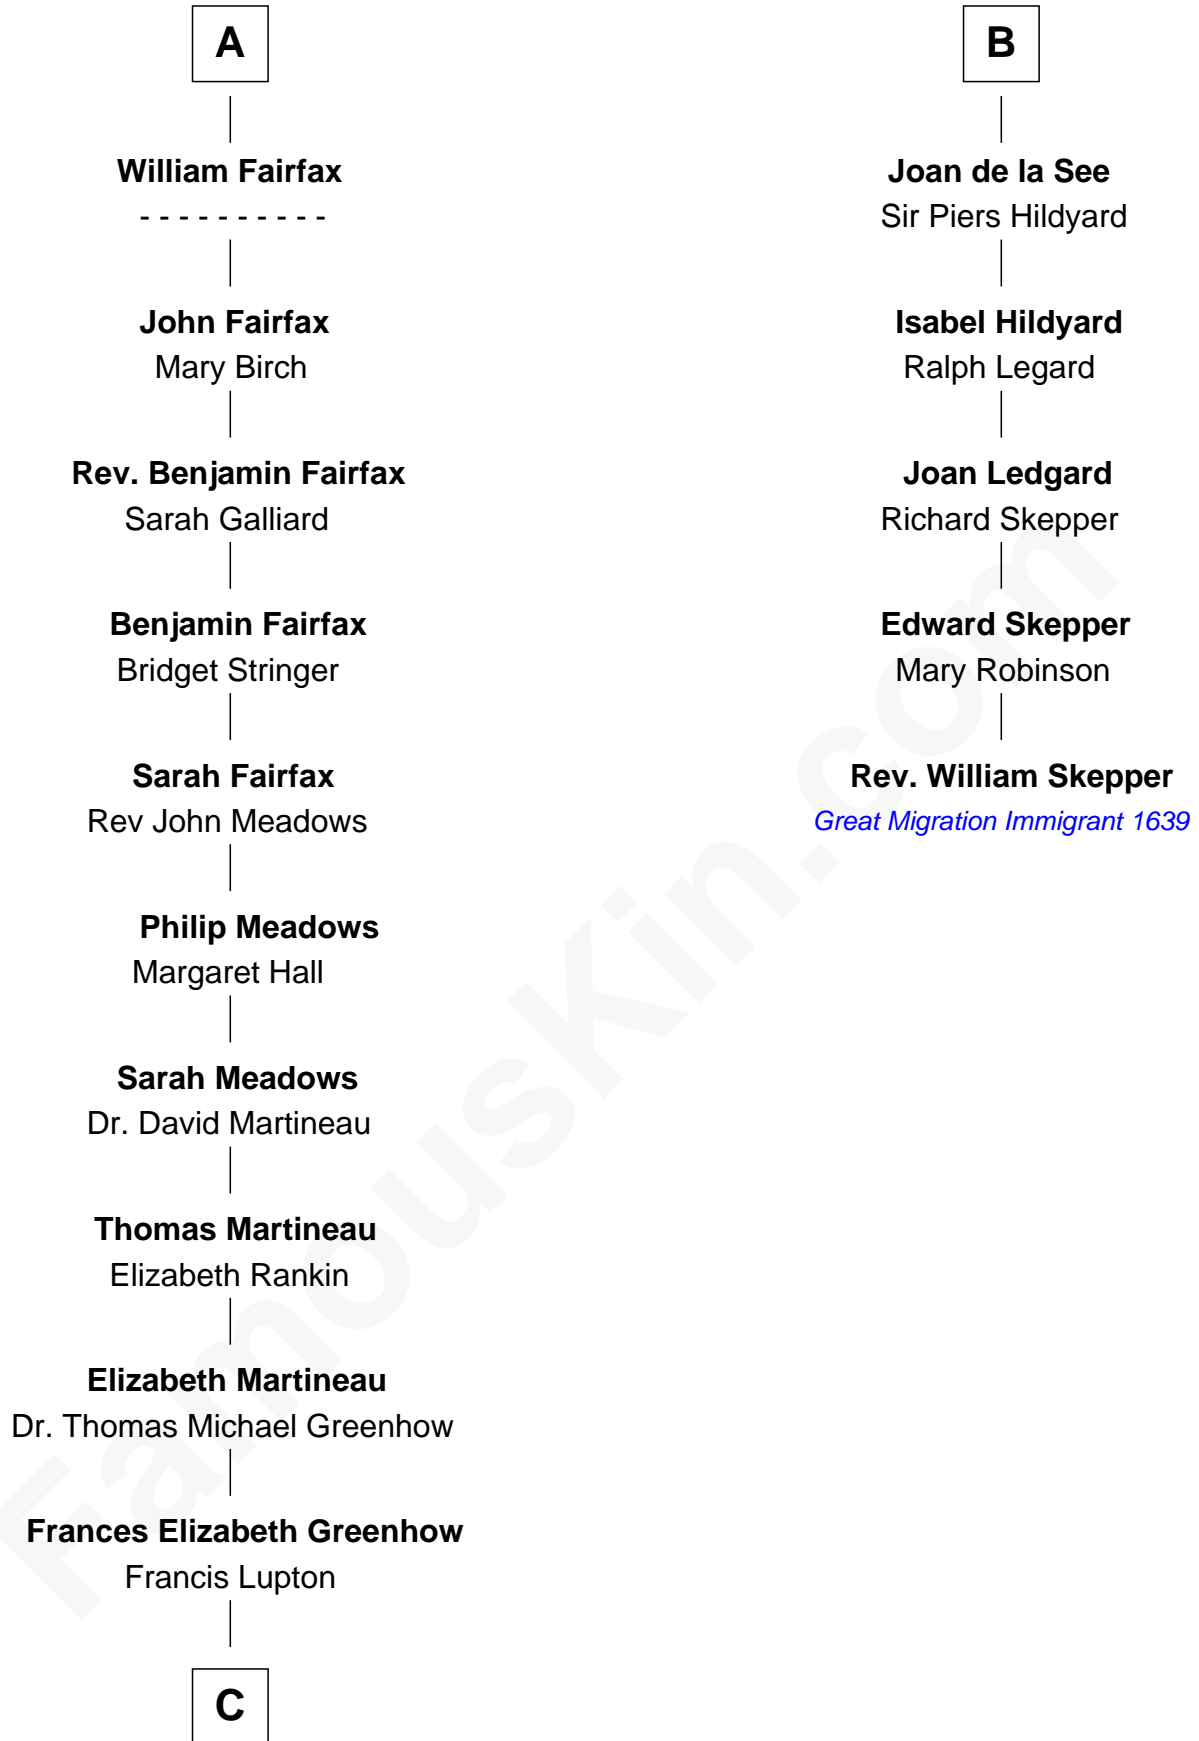 A
William Fairfax
- - - - - - - - - -
John Fairfax
Mary Birch
Rev. Benjamin Fairfax
Sarah Galliard
Benjamin Fairfax
Bridget Stringer
Sarah Fairfax
Rev John Meadows
Philip Meadows
Margaret Hall
Sarah Meadows
Dr. David Martineau
Thomas Martineau
Elizabeth Rankin
Elizabeth Martineau
Dr. Thomas Michael Greenhow
Frances Elizabeth Greenhow
Francis Lupton
C
B
Joan de la See
Sir Piers Hildyard
Isabel Hildyard
Ralph Legard
Joan Ledgard
Richard Skepper
Edward Skepper
Mary Robinson
Rev. William Skepper
Great Migration Immigrant 1639
FamousKin.com